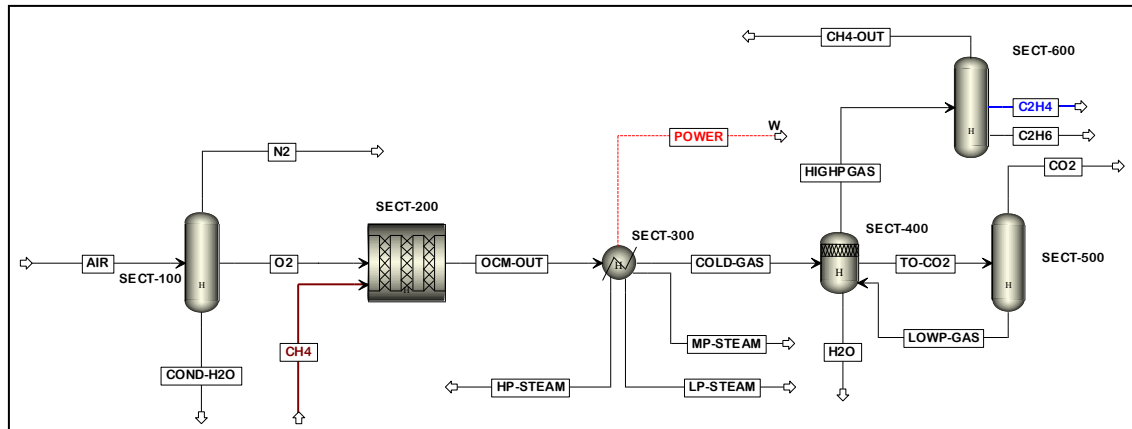 CH4-OUT
SECT-600
C2H4
W
POWER
C2H6
N2
CO2
HIGHPGAS
SECT-200
SECT-300
SECT-400
AIR
SECT-100
O2
OCM-OUT
COLD-GAS
TO-CO2
SECT-500
H
H
H
H
H
CH4
MP-STEAM
H2O
LOWP-GAS
COND-H2O
HP-STEAM
LP-STEAM